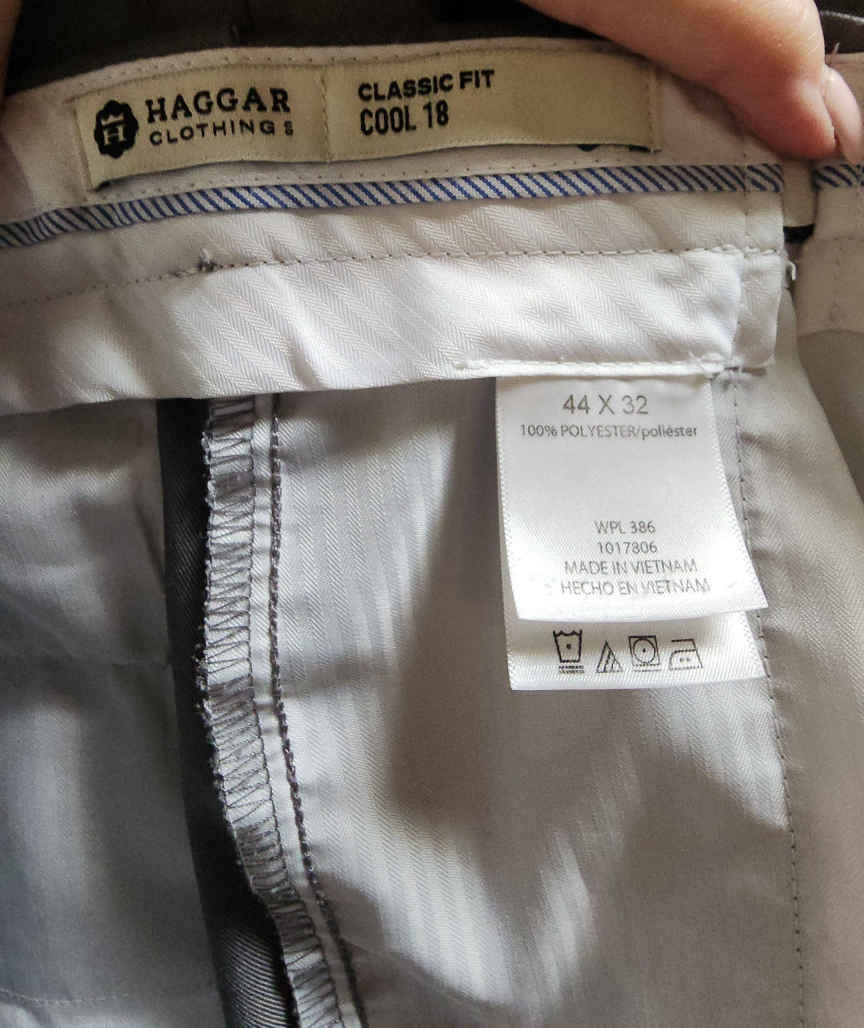 HAGGAR
CLOTHING
CLASSIC FIT
COOL 18
44 X 32
100% POLYESTER/poliéster
WPL 386
1017806
MADE IN VIETNAM
HECHO EN VIETNAM